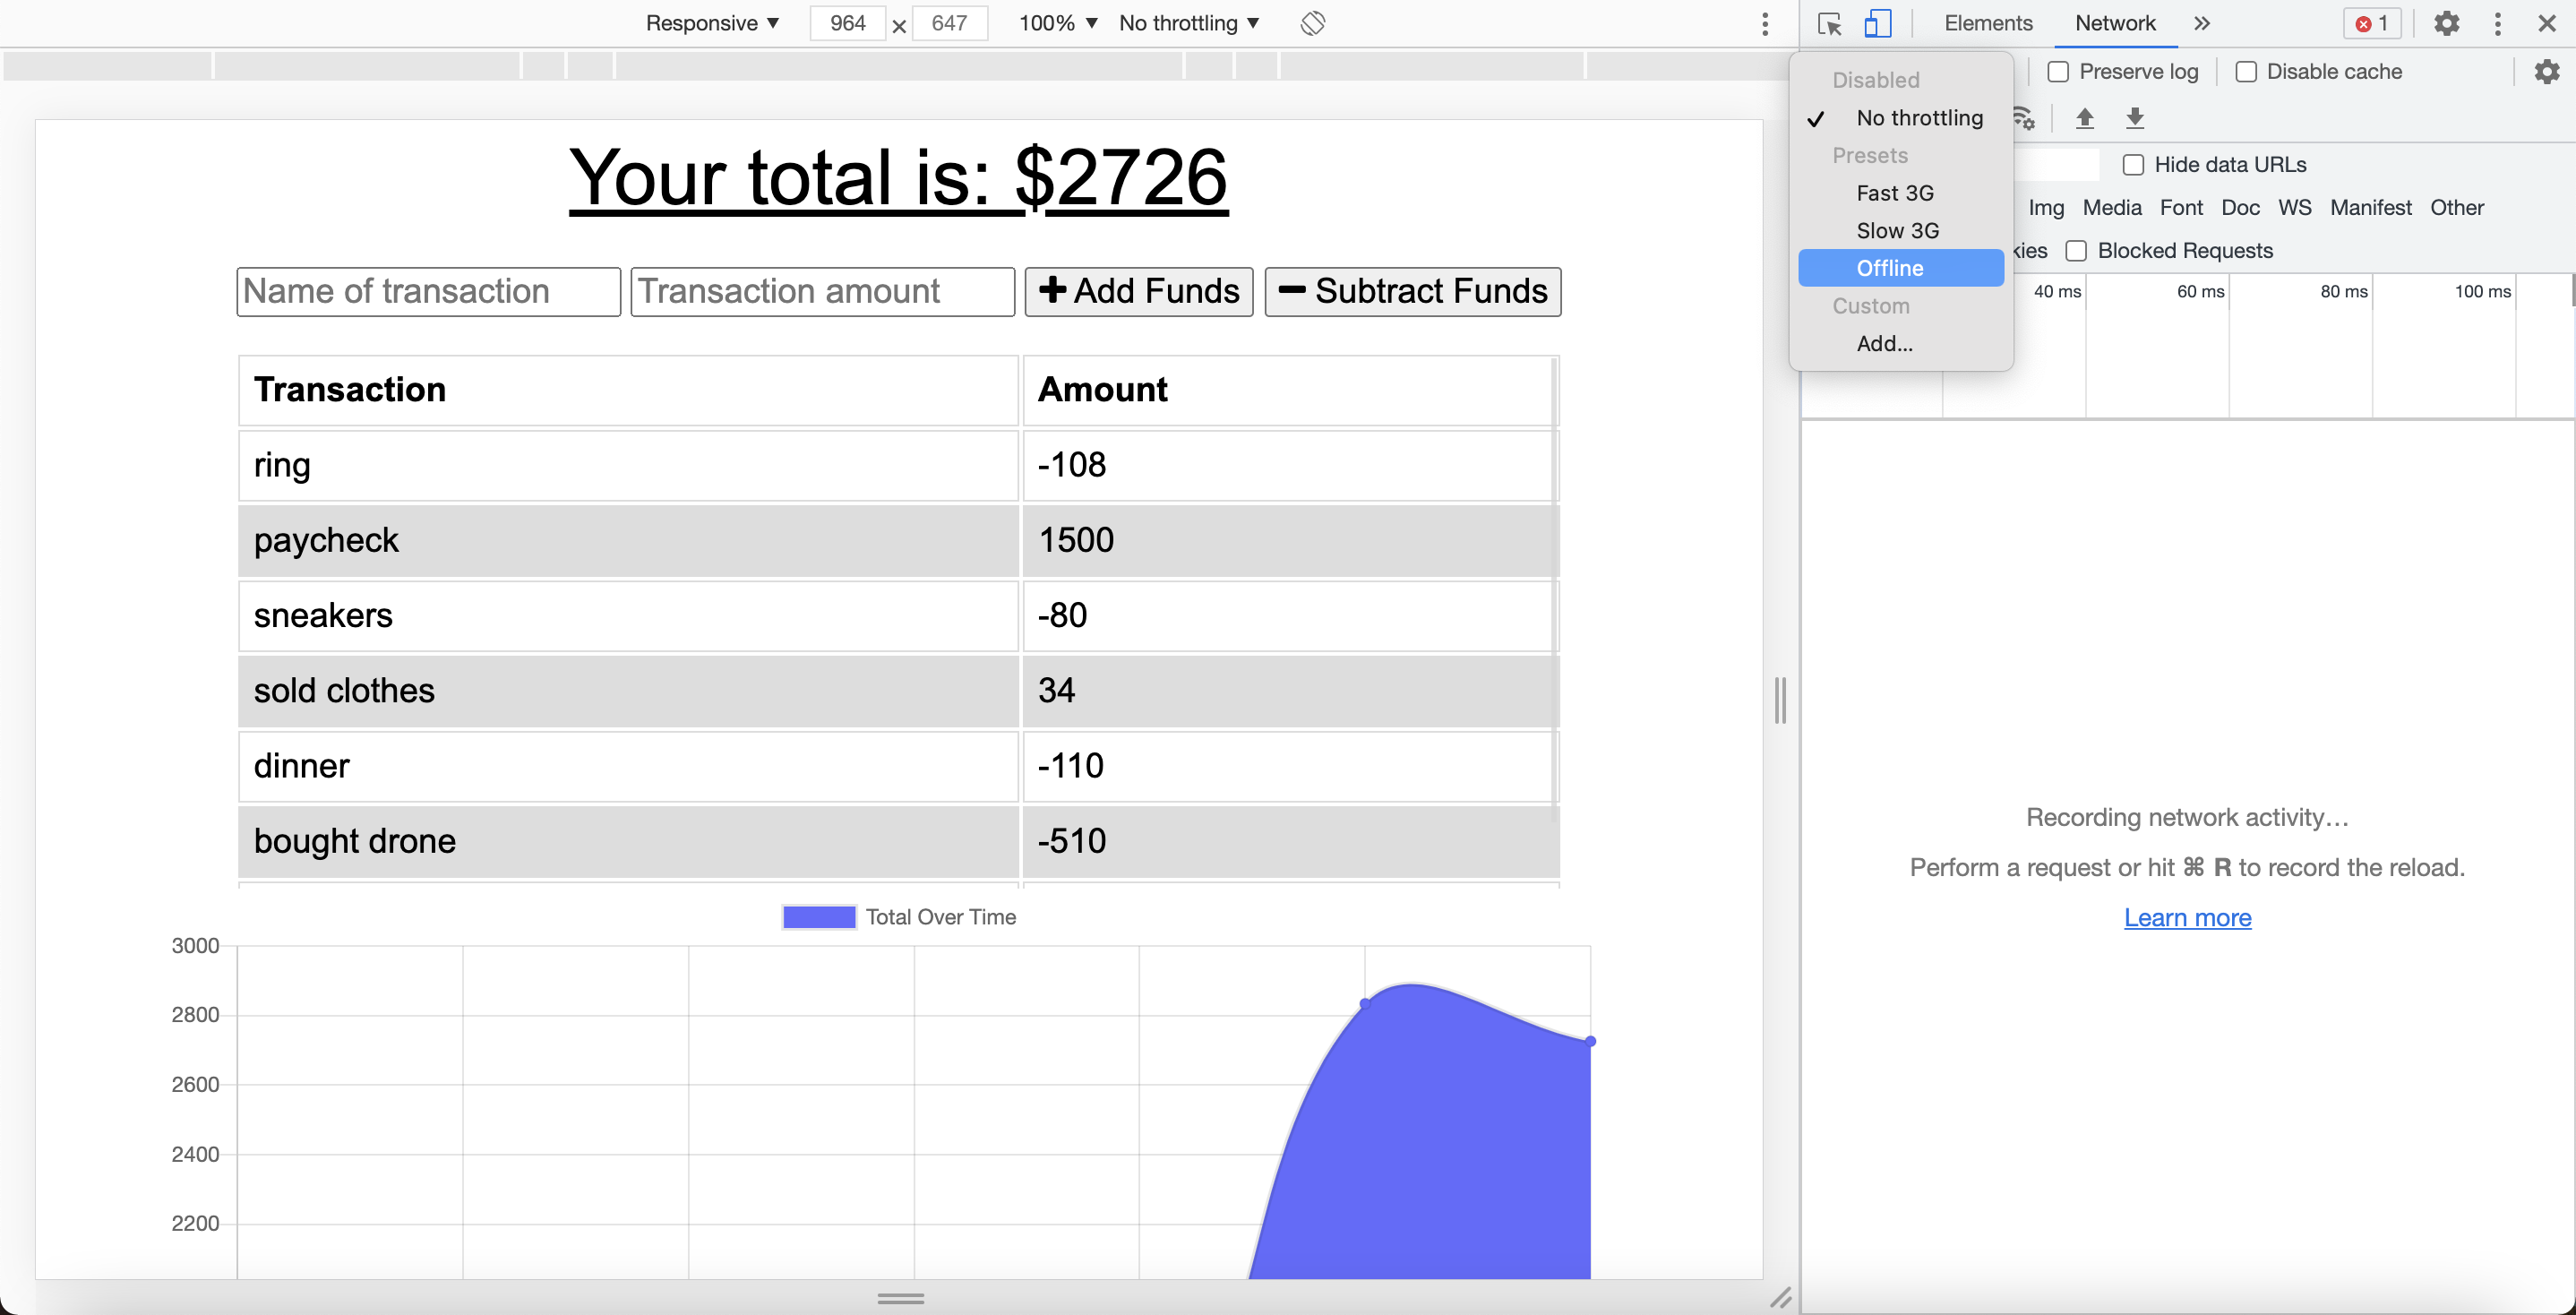 Responsive ▼ 964 × 647 100% ▼ No throttling ▼
Elements Network » 1
Preserve log Disable cache
Disabled
✓ No throttling
Presets
Fast 3G
Slow 3G
Offline
Custom
Add...
Hide data URLs
Img Media Font Doc WS Manifest Other
kies Blocked Requests
40 ms 60 ms 80 ms 100 ms
Recording network activity…
Perform a request or hit ⌘ R to record the reload.
Learn more
Your total is: $2726
Name of transaction Transaction amount Add Funds Subtract Funds
Transaction Amount
ring -108
paycheck 1500
sneakers -80
sold clothes 34
dinner -110
bought drone -510
Total Over Time
3000
2800
2600
2400
2200